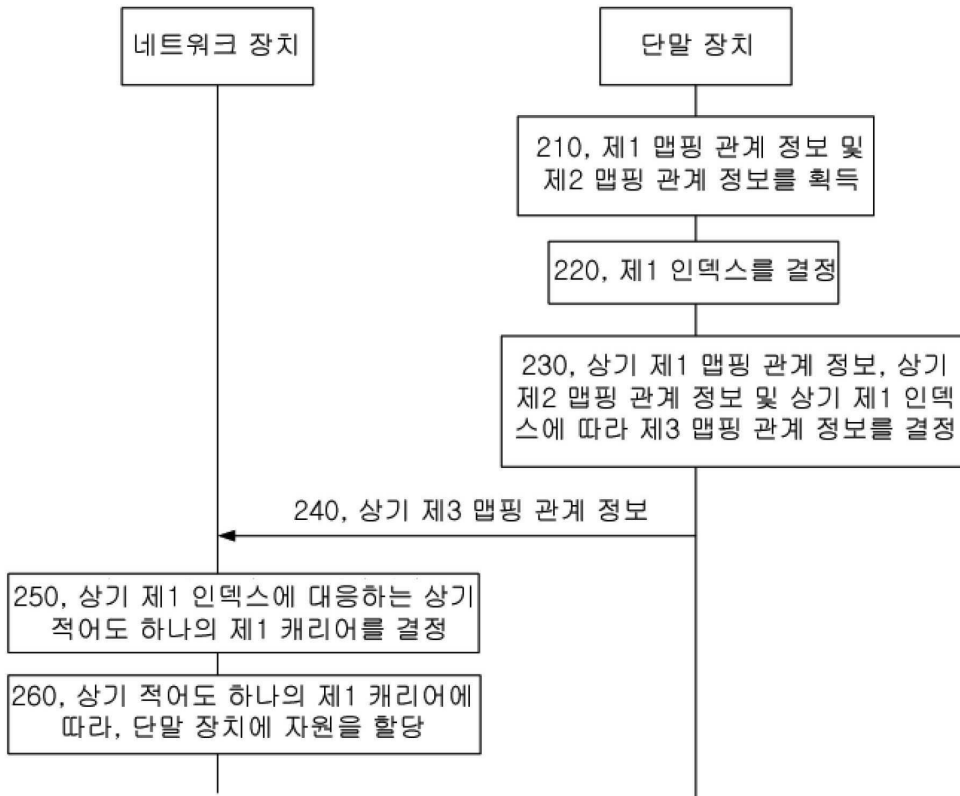 네트워크 장치
단말 장치
210, 제1 맵핑 관계 정보 및
제2 맵핑 관계 정보를 획득
220, 제1 인덱스를 결정
230, 상기 제1 맵핑 관계 정보, 상기
제2 맵핑 관계 정보 및 상기 제1 인덱
스에 따라 제3 맵핑 관계 정보를 결정
240, 상기 제3 맵핑 관계 정보
250, 상기 제1 인덱스에 대응하는 상기
적어도 하나의 제1 캐리어를 결정
260, 상기 적어도 하나의 제1 캐리어에
따라, 단말 장치에 자원을 할당